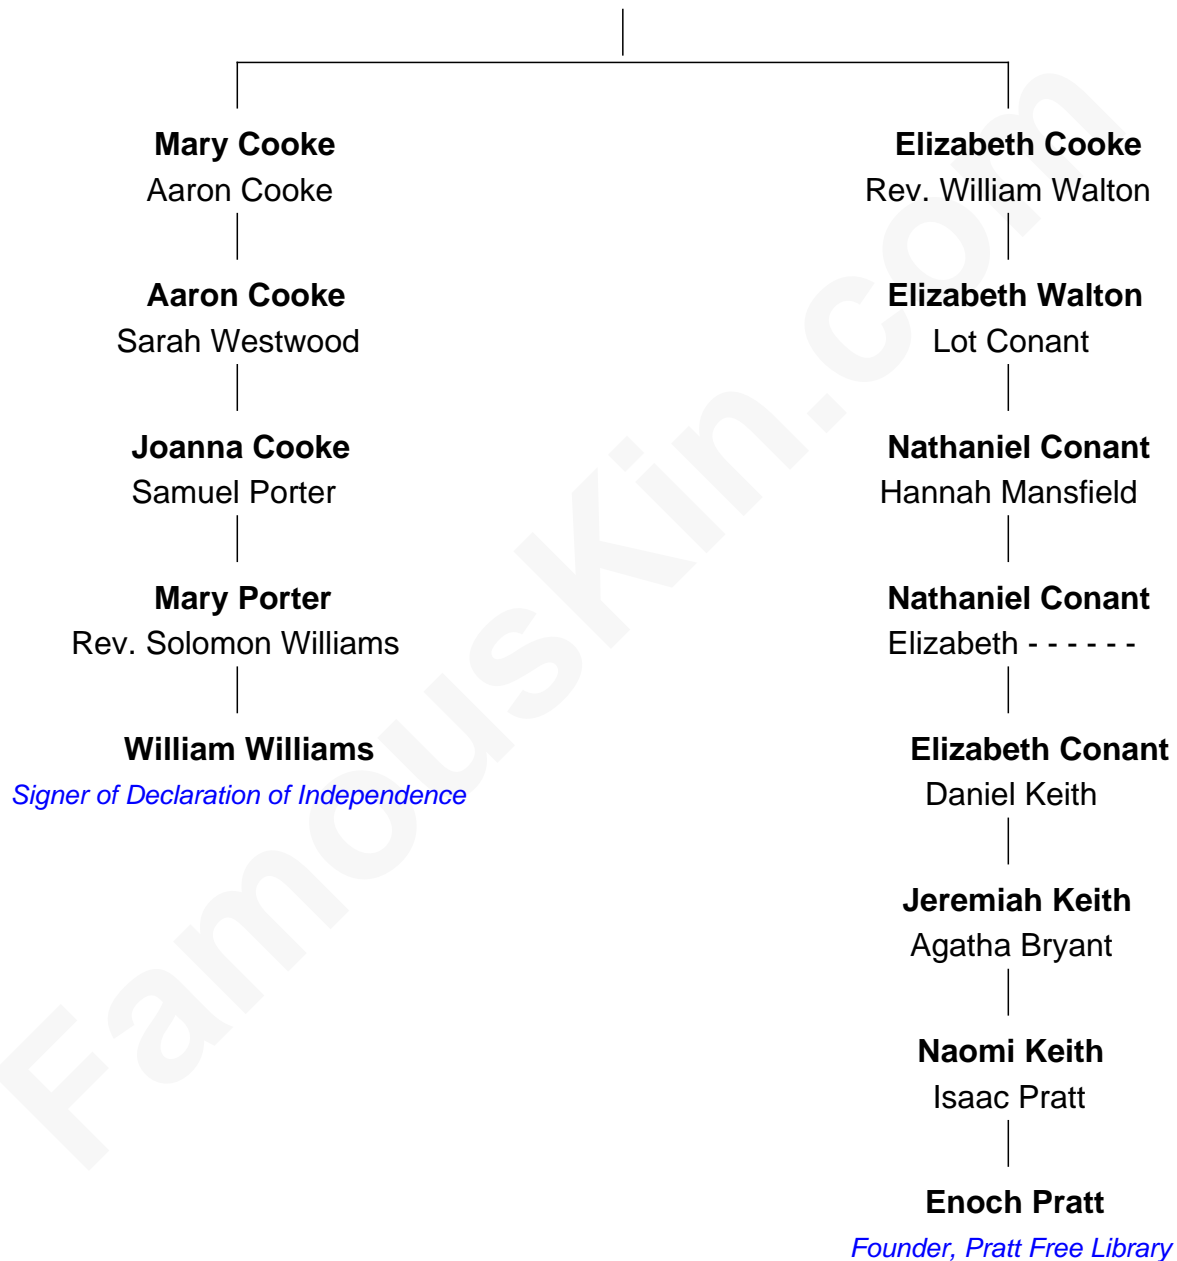 Mary Cooke
Aaron Cooke
Aaron Cooke
Sarah Westwood
Joanna Cooke
Samuel Porter
Mary Porter
Rev. Solomon Williams
William Williams
Signer of Declaration of Independence
Elizabeth Cooke
Rev. William Walton
Elizabeth Walton
Lot Conant
Nathaniel Conant
Hannah Mansfield
Nathaniel Conant
Elizabeth - - - - - -
Elizabeth Conant
Daniel Keith
Jeremiah Keith
Agatha Bryant
Naomi Keith
Isaac Pratt
Enoch Pratt
Founder, Pratt Free Library
FamousKin.com